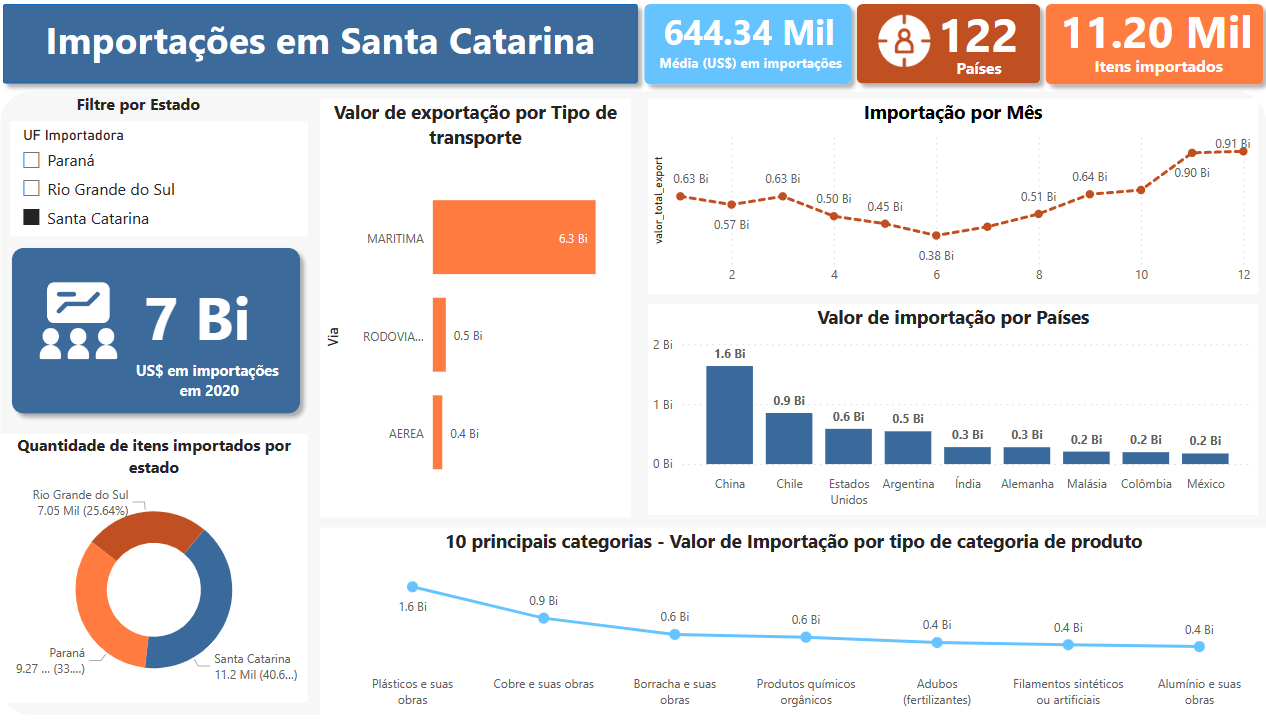 Importações em Santa Catarina
644.34 Mil
Média (US$) em importações
122
Países
11.20 Mil
Itens importados
Filtre por Estado
UF Importadora
Paraná
Rio Grande do Sul
Santa Catarina
7 Bi
US$ em importações
em 2020
Quantidade de itens importados por
estado
Rio Grande do Sul
7.05 Mil (25.64%)
Paraná
9.27 ... (33....)
Santa Catarina
11.2 Mil (40.6...)
Valor de exportação por Tipo de
transporte
Via
MARITIMA
6.3 Bi
RODOVIA...
0.5 Bi
AEREA
0.4 Bi
Importação por Mês
valor_total_export
0.63 Bi
0.57 Bi
0.63 Bi
0.50 Bi
0.45 Bi
0.38 Bi
0.51 Bi
0.64 Bi
0.90 Bi
0.91 Bi
2
4
6
8
10
12
Valor de importação por Países
2 Bi
1 Bi
0 Bi
1.6 Bi
0.9 Bi
0.6 Bi
0.5 Bi
0.3 Bi
0.3 Bi
0.2 Bi
0.2 Bi
0.2 Bi
China
Chile
Estados
Unidos
Argentina
Índia
Alemanha
Malásia
Colômbia
México
10 principais categorias - Valor de Importação por tipo de categoria de produto
1.6 Bi
0.9 Bi
0.6 Bi
0.6 Bi
0.4 Bi
0.4 Bi
0.4 Bi
Plásticos e suas
obras
Cobre e suas obras
Borracha e suas
obras
Produtos químicos
orgânicos
Adubos
(fertilizantes)
Filamentos sintéticos
ou artificiais
Alumínio e suas
obras